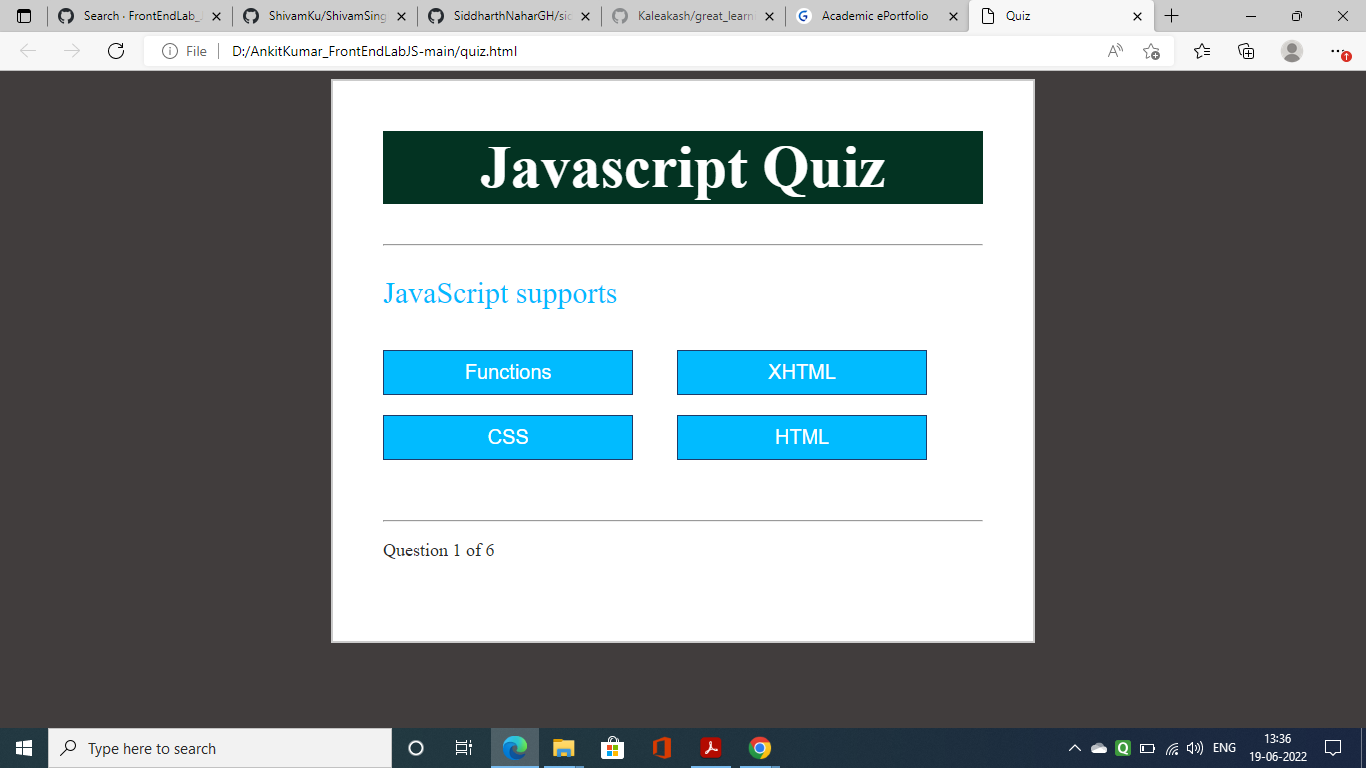 Search · FrontEndLab_
ShivamKu/ShivamSing
SiddharthNaharGH/sid
Kaleakash/great_learn
Academic ePortfolio
Quiz
File
D:/AnkitKumar_FrontEndLabJS-main/quiz.html
Javascript Quiz
JavaScript supports
Functions
XHTML
CSS
HTML
Question 1 of 6
Type here to search
ENG
13:36
19-06-2022